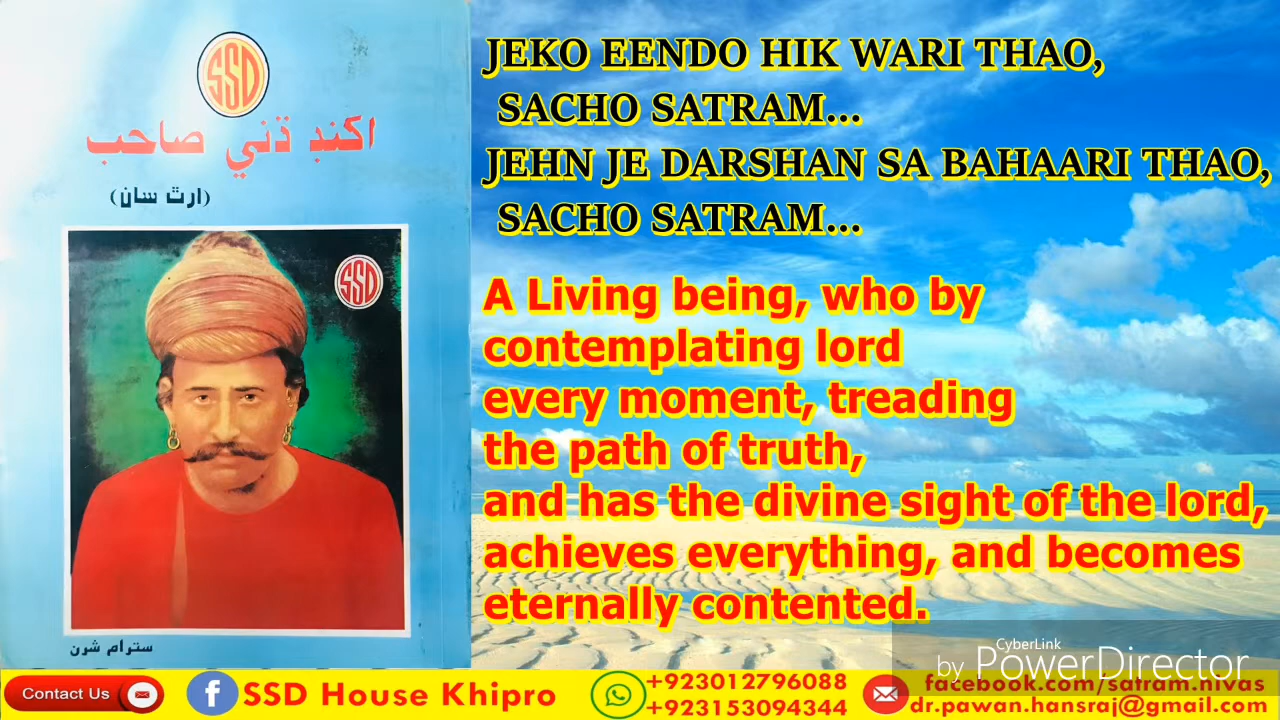 SSD
اکنڊ ڌڻي صاحب
(ارٿ سان)
SSD
سترام شرن
JEKO EENDO HIK WARI THAO,
SACHO SATRAM...
JEHN JE DARSHAN SA BAHAARI THAO,
SACHO SATRAM...
A Living being, who by
contemplating lord
every moment, treading
the path of truth,
and has the divine sight of the lord,
achieves everything, and becomes
eternally contented.
CyberLink
by PowerDirector
Contact Us
f SSD House Khipro
+923012796088
+923153094344
facebook.com/satram.nivas
dr.pawan.hansraj@gmail.com